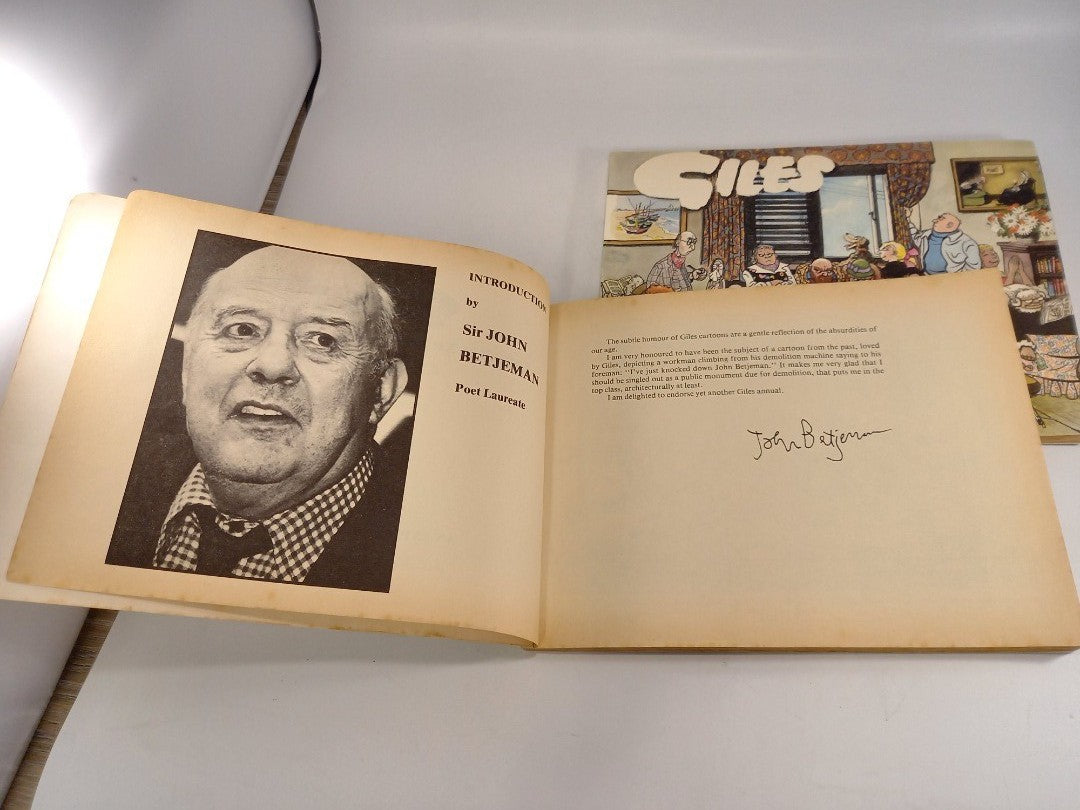 GILES
INTRODUCTION
by
Sir JOHN
BETJEMAN
Poet Laureate
The subtle humour of Giles cartoons are a gentle reflection of the absurdities of
our age.
I am very honoured to have been the subject of a cartoon from the past, loved
by Giles, depicting a workman climbing from his demolition machine saying to his
foreman. "I've just knocked down John Betjeman." It makes me very glad that I
should be singled out as a public monument due for demolition, that puts me in the
top class, architecturally at least.
I am delighted to endorse yet another Giles annual.
John Betjeman